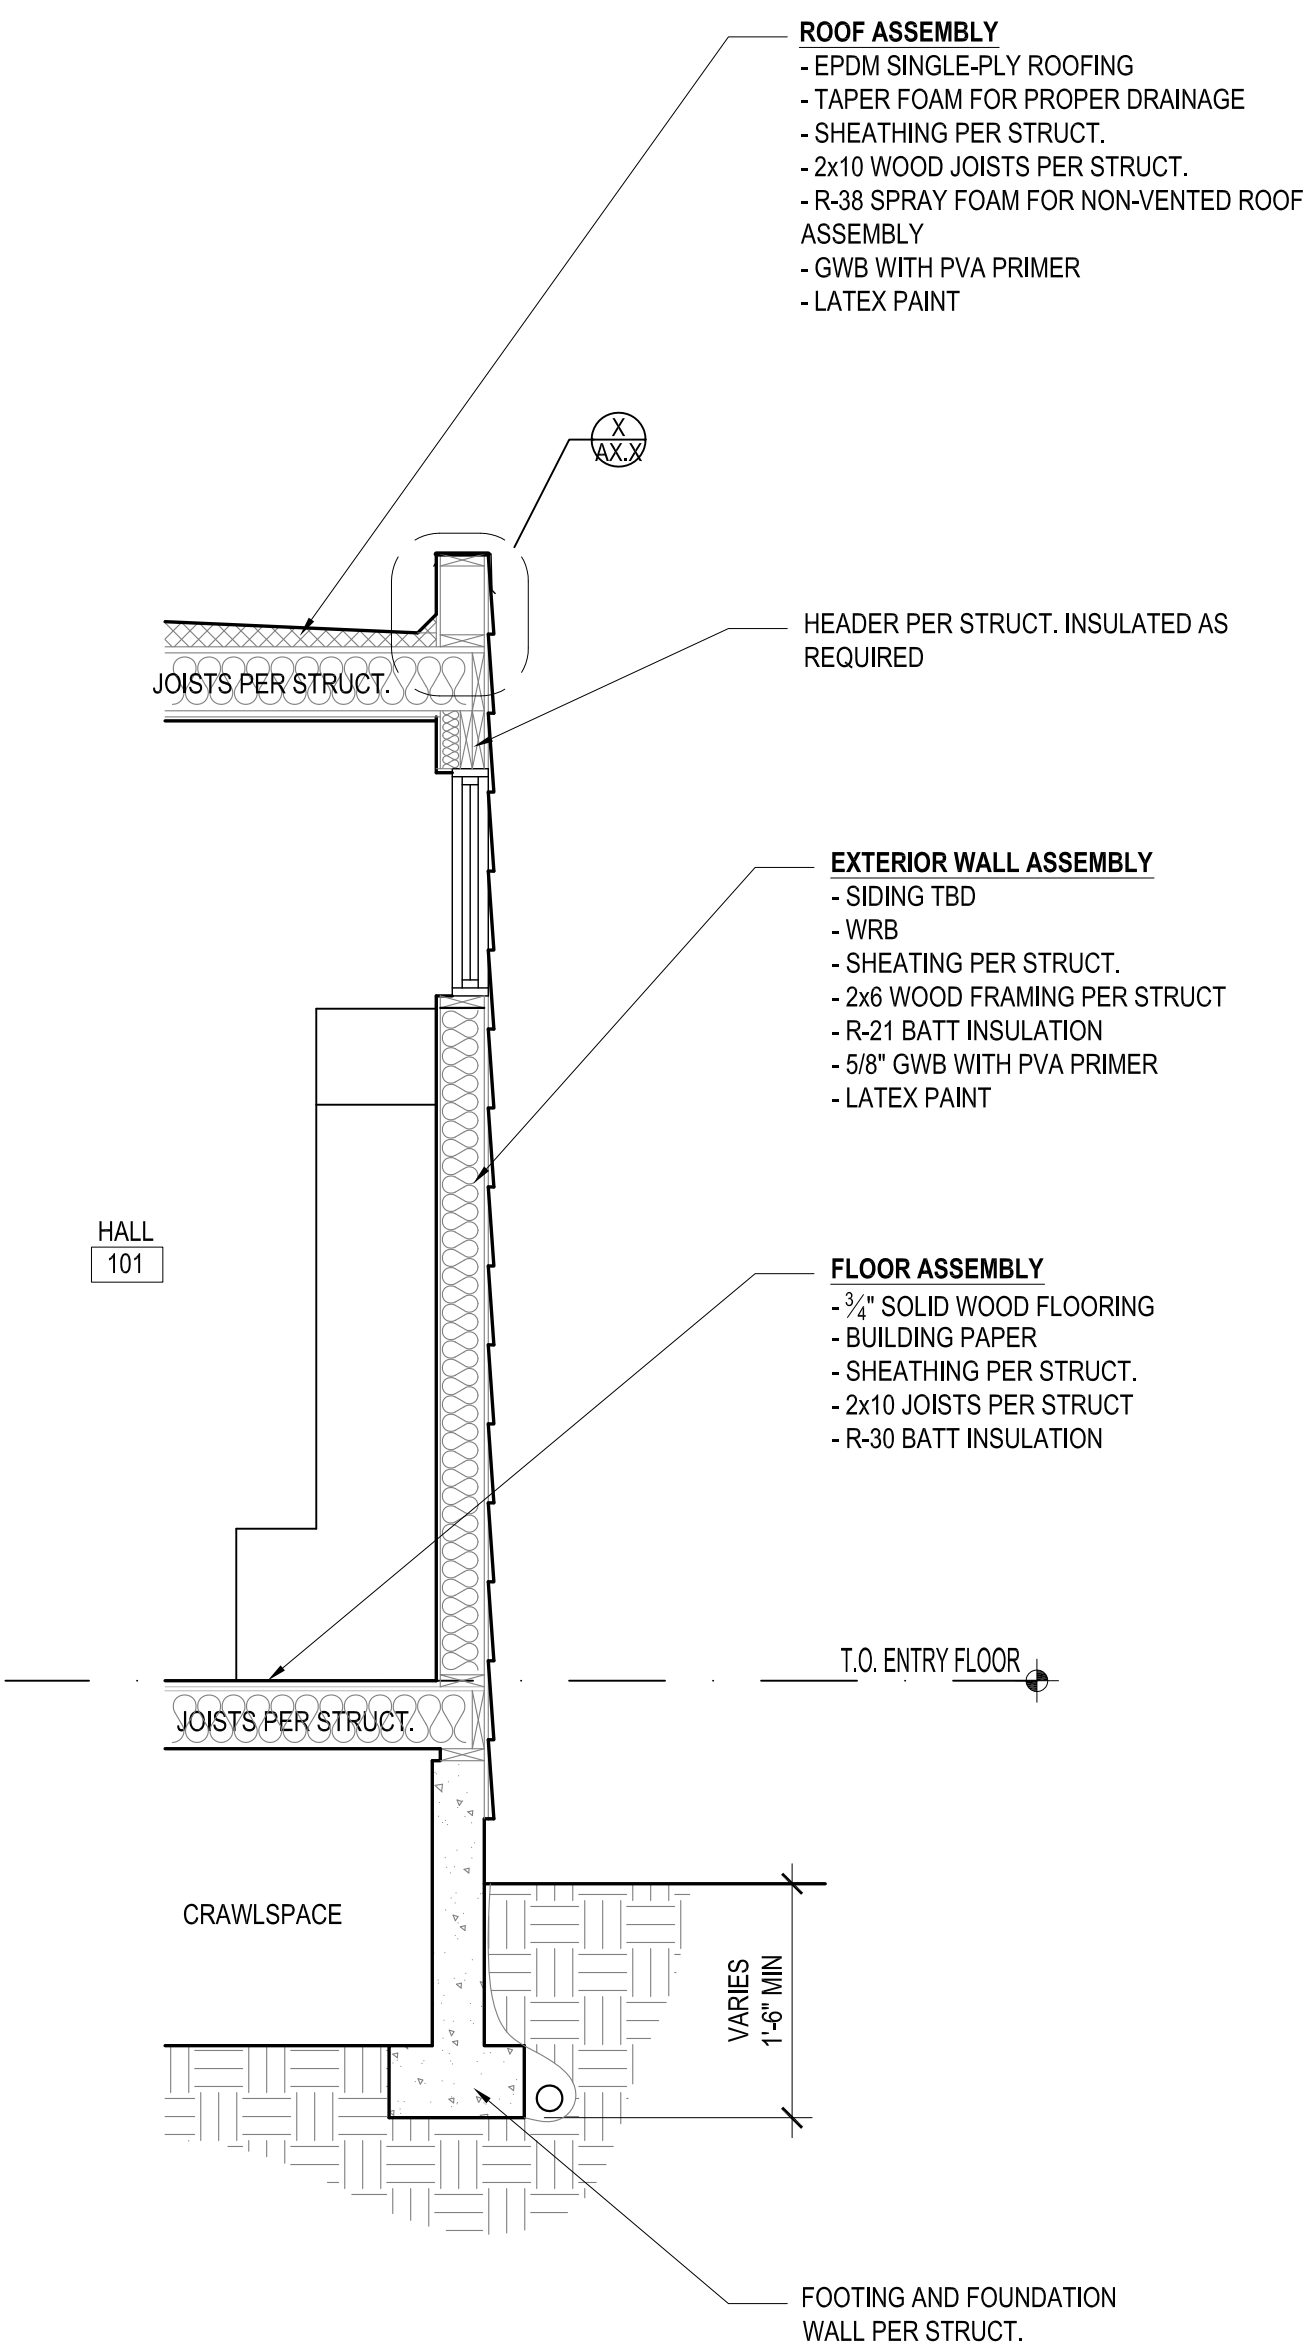 ROOF ASSEMBLY
- EPDM SINGLE-PLY ROOFING
- TAPER FOAM FOR PROPER DRAINAGE
- SHEATHING PER STRUCT.
- 2x10 WOOD JOISTS PER STRUCT.
- R-38 SPRAY FOAM FOR NON-VENTED ROOF
ASSEMBLY
- GWB WITH PVA PRIMER
- LATEX PAINT
X
AX.X
HEADER PER STRUCT. INSULATED AS
REQUIRED
JOISTS PER STRUCT.
EXTERIOR WALL ASSEMBLY
- SIDING TBD
- WRB
- SHEATING PER STRUCT.
- 2x6 WOOD FRAMING PER STRUCT
- R-21 BATT INSULATION
- 5/8" GWB WITH PVA PRIMER
- LATEX PAINT
HALL
101
FLOOR ASSEMBLY
- 3/4" SOLID WOOD FLOORING
- BUILDING PAPER
- SHEATHING PER STRUCT.
- 2x10 JOISTS PER STRUCT
- R-30 BATT INSULATION
T.O. ENTRY FLOOR
JOISTS PER STRUCT.
CRAWLSPACE
VARIES
1'-6" MIN
FOOTING AND FOUNDATION
WALL PER STRUCT.